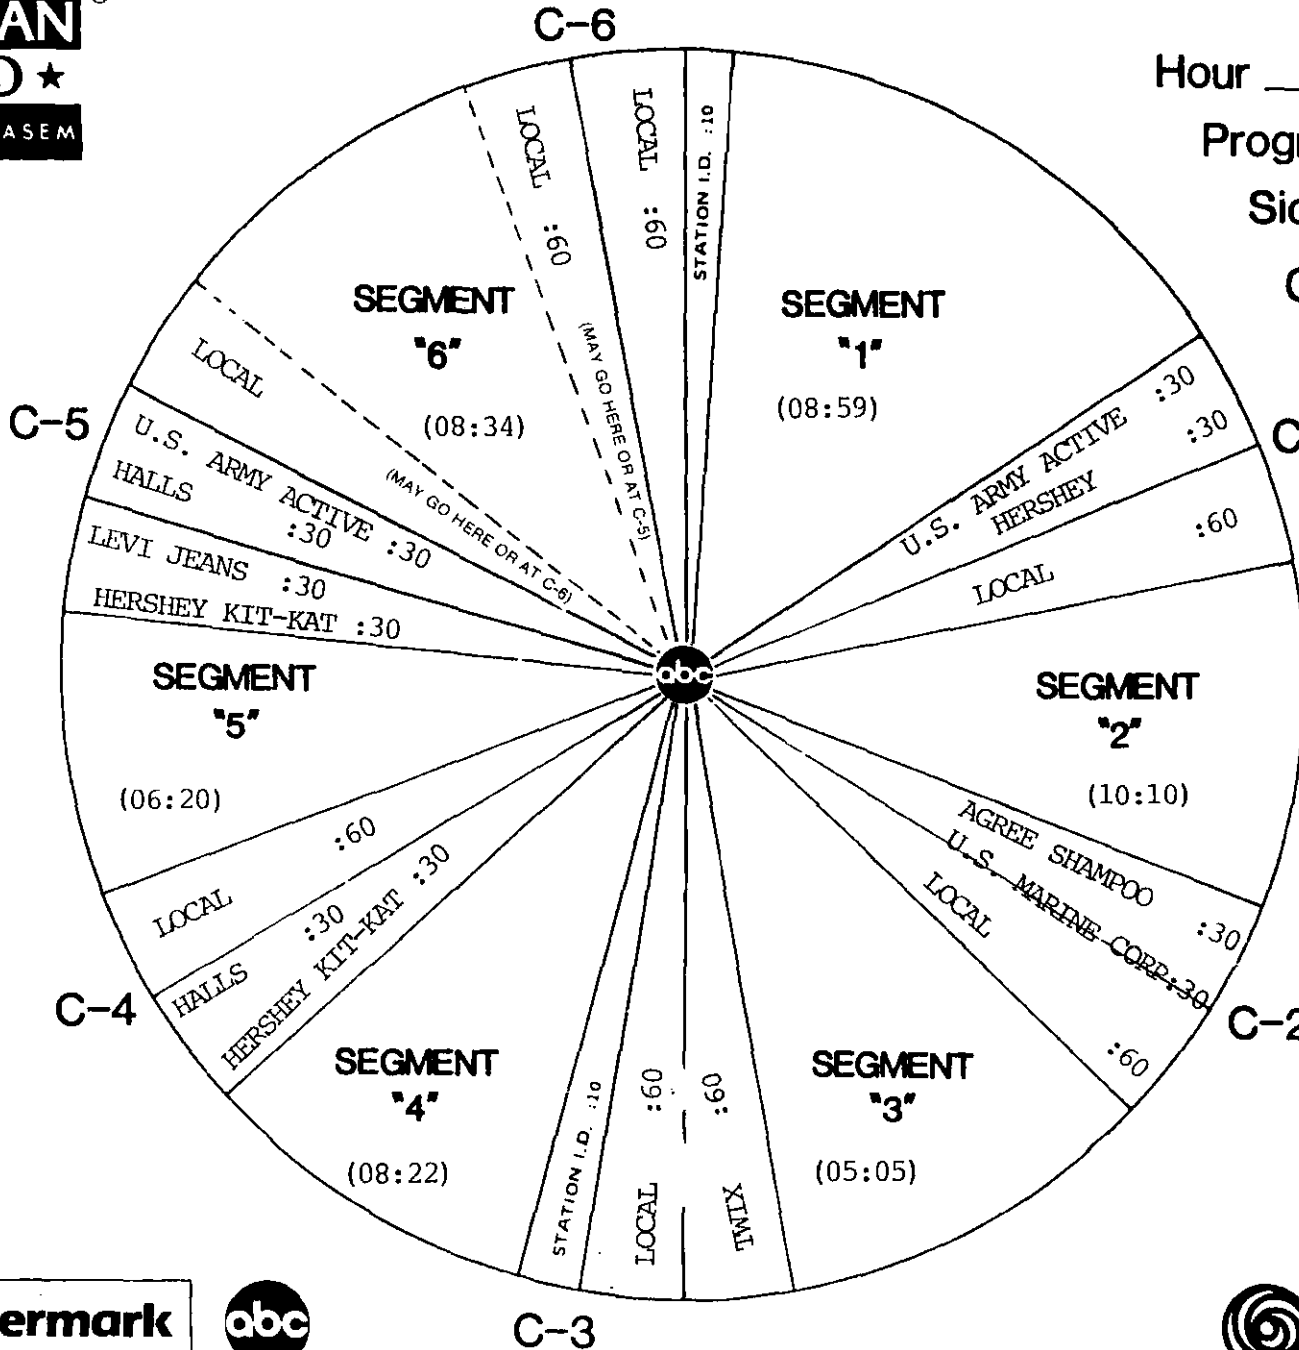 AN
★
ASEM
C-6
Hour
LOCAL :60
LOCAL :60
(MAY GO HERE OR AT C-5)
STATION I.D. :10
SEGMENT
"1"
(08:59)
U.S. ARMY ACTIVE :30
HERSHEY :30
LOCAL :60
SEGMENT
"2"
(10:10)
AGREE SHAMPOO :30
U.S. MARINE CORP :30
LOCAL :60
C-2
SEGMENT
"3"
(05:05)
TWIX :60
LOCAL :60
STATION I.D. :10
C-3
SEGMENT
"4"
(08:22)
HERSHEY KIT-KAT :30
HALLS :30
C-4
LOCAL :60
SEGMENT
"5"
(06:20)
HERSHEY KIT-KAT :30
LEVI JEANS :30
HALLS :30
U.S. ARMY ACTIVE :30
C-5
LOCAL
(MAY GO HERE OR AT C-6)
SEGMENT
"6"
(08:34)
abc
ermark
abc